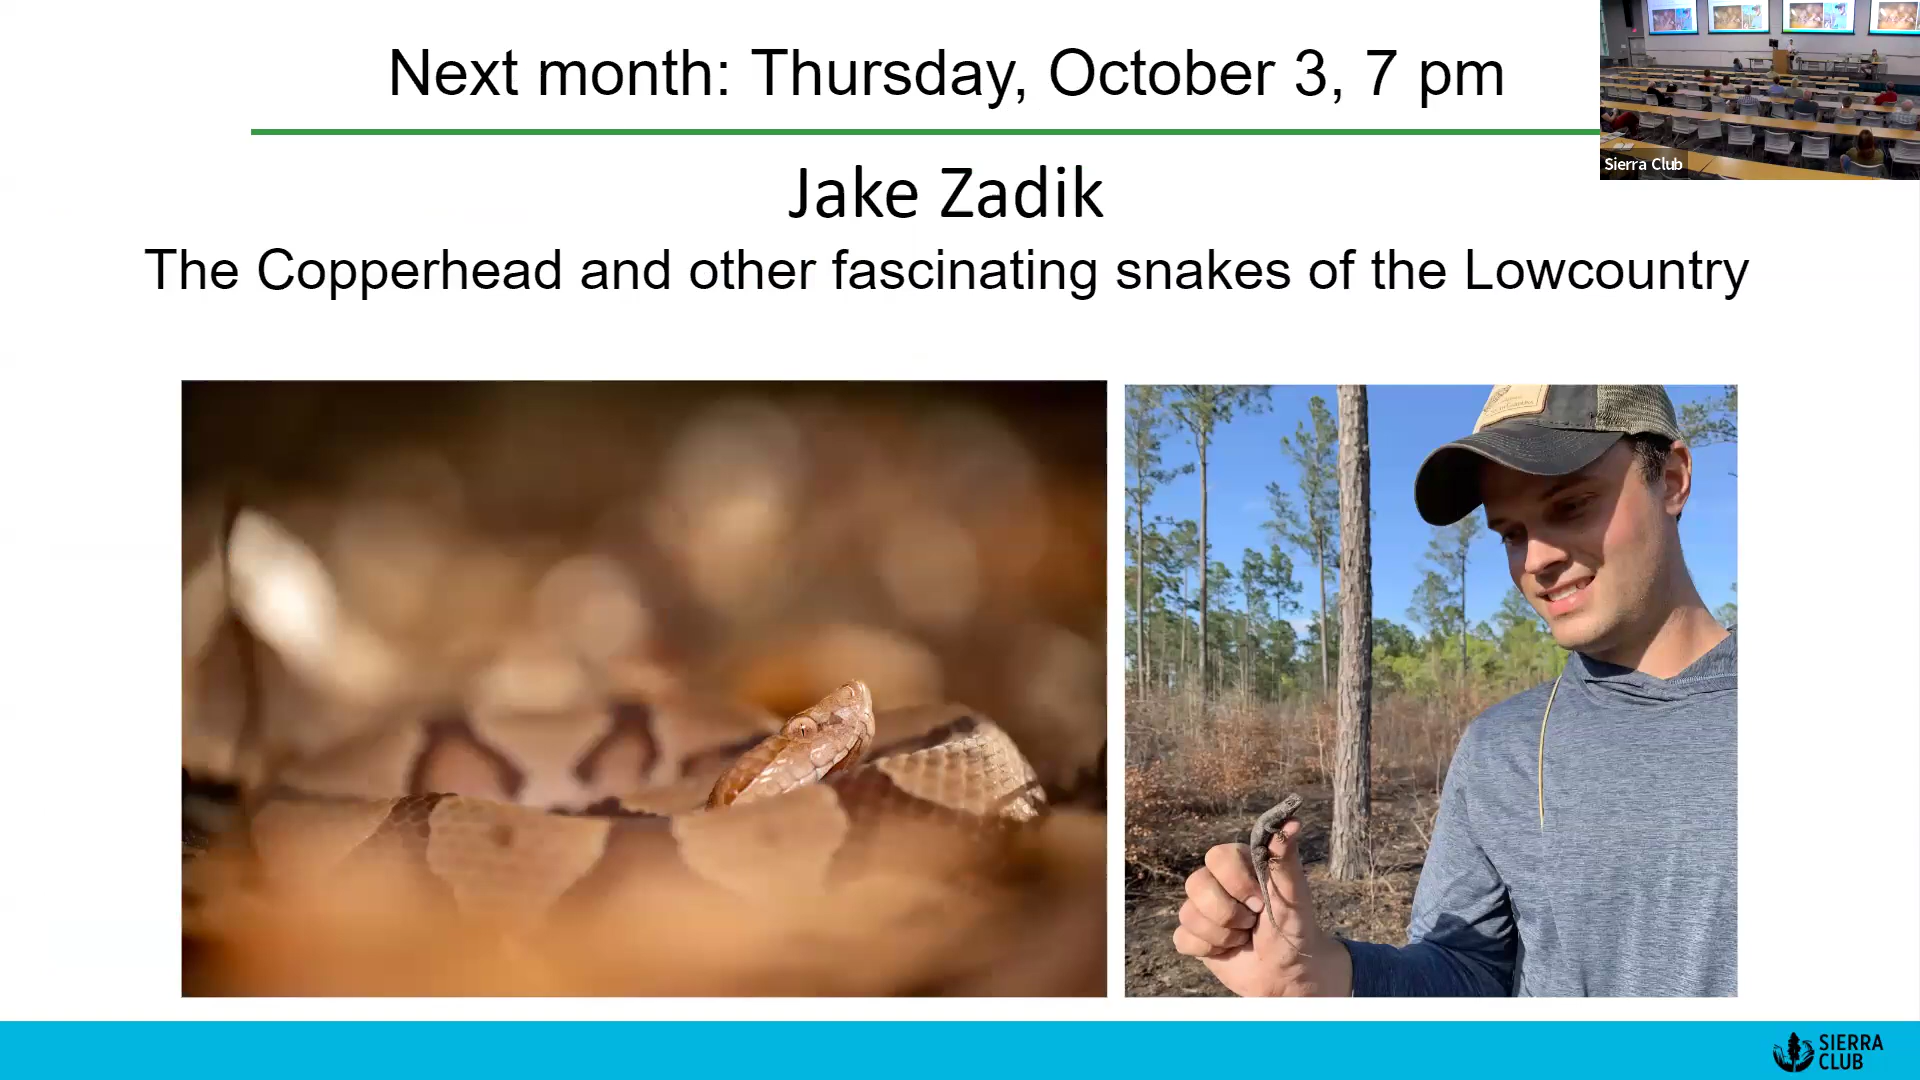 Next month: Thursday, October 3, 7 pm
Sierra Club
Jake Zadik
The Copperhead and other fascinating snakes of the Lowcountry
SIERRA
CLUB